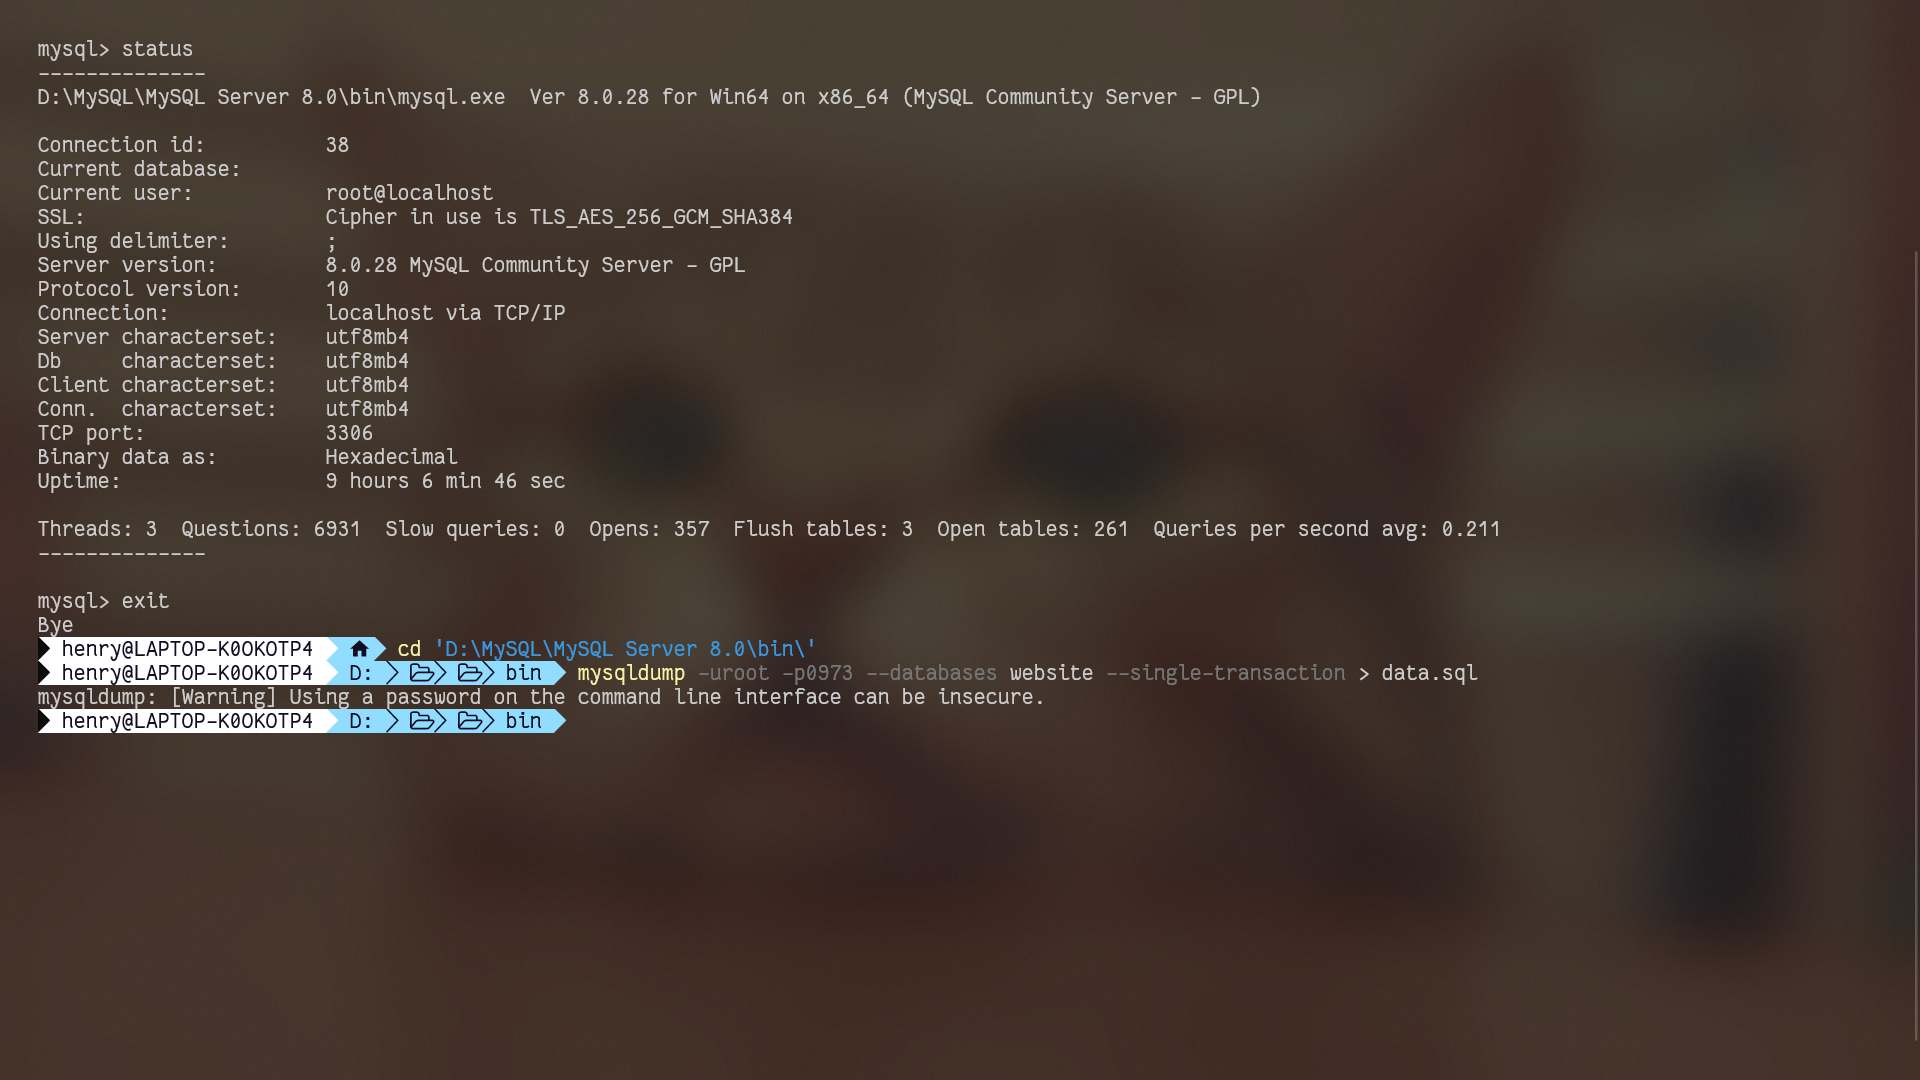 mysql> status
--------------
D:\MySQL\MySQL Server 8.0\bin\mysql.exe  Ver 8.0.28 for Win64 on x86_64 (MySQL Community Server - GPL)

Connection id:          38
Current database:
Current user:           root@localhost
SSL:                    Cipher in use is TLS_AES_256_GCM_SHA384
Using delimiter:        ;
Server version:         8.0.28 MySQL Community Server - GPL
Protocol version:       10
Connection:             localhost via TCP/IP
Server characterset:    utf8mb4
Db     characterset:    utf8mb4
Client characterset:    utf8mb4
Conn.  characterset:    utf8mb4
TCP port:               3306
Binary data as:         Hexadecimal
Uptime:                 9 hours 6 min 46 sec

Threads: 3  Questions: 6931  Slow queries: 0  Opens: 357  Flush tables: 3  Open tables: 261  Queries per second avg: 0.211
--------------

mysql> exit
Bye
henry@LAPTOP-K0OKOTP4 cd 'D:\MySQL\MySQL Server 8.0\bin\'
henry@LAPTOP-K0OKOTP4 D: bin mysqldump -uroot -p0973 --databases website --single-transaction > data.sql
mysqldump: [Warning] Using a password on the command line interface can be insecure.
henry@LAPTOP-K0OKOTP4 D: bin